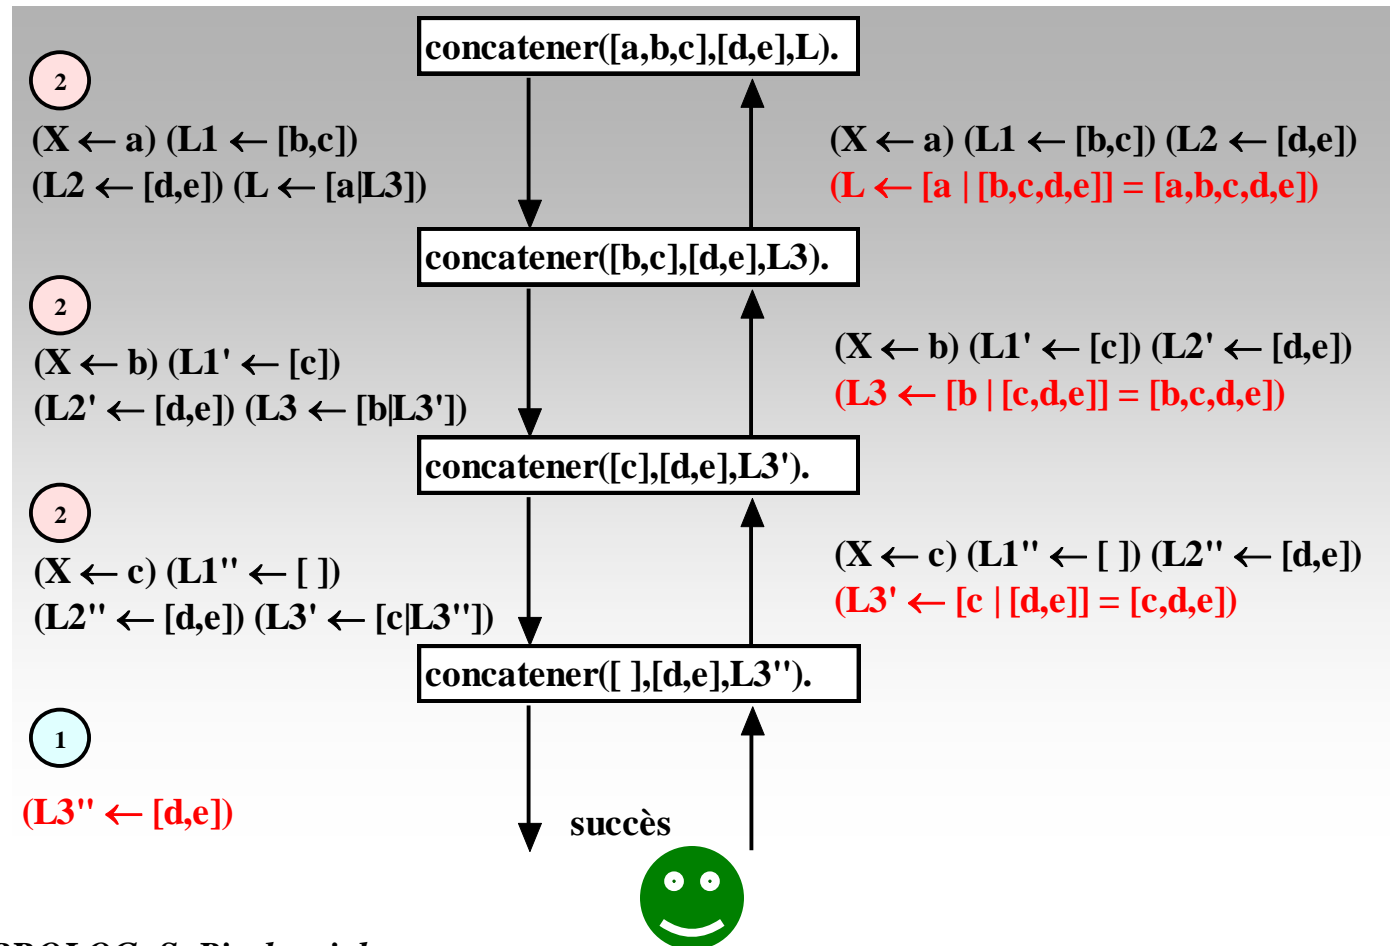 concatener([a,b,c],[d,e],L).
2
(X ← a) (L1 ← [b,c])
(L2 ← [d,e]) (L ← [a|L3])
(X ← a) (L1 ← [b,c]) (L2 ← [d,e])
(L ← [a | [b,c,d,e]] = [a,b,c,d,e])
concatener([b,c],[d,e],L3).
2
(X ← b) (L1' ← [c])
(L2' ← [d,e]) (L3 ← [b|L3'])
(X ← b) (L1' ← [c]) (L2' ← [d,e])
(L3 ← [b | [c,d,e]] = [b,c,d,e])
concatener([c],[d,e],L3').
2
(X ← c) (L1'' ← [ ])
(L2'' ← [d,e]) (L3' ← [c|L3''])
(X ← c) (L1'' ← [ ]) (L2'' ← [d,e])
(L3' ← [c | [d,e]] = [c,d,e])
concatener([ ],[d,e],L3'').
1
(L3'' ← [d,e])
succès